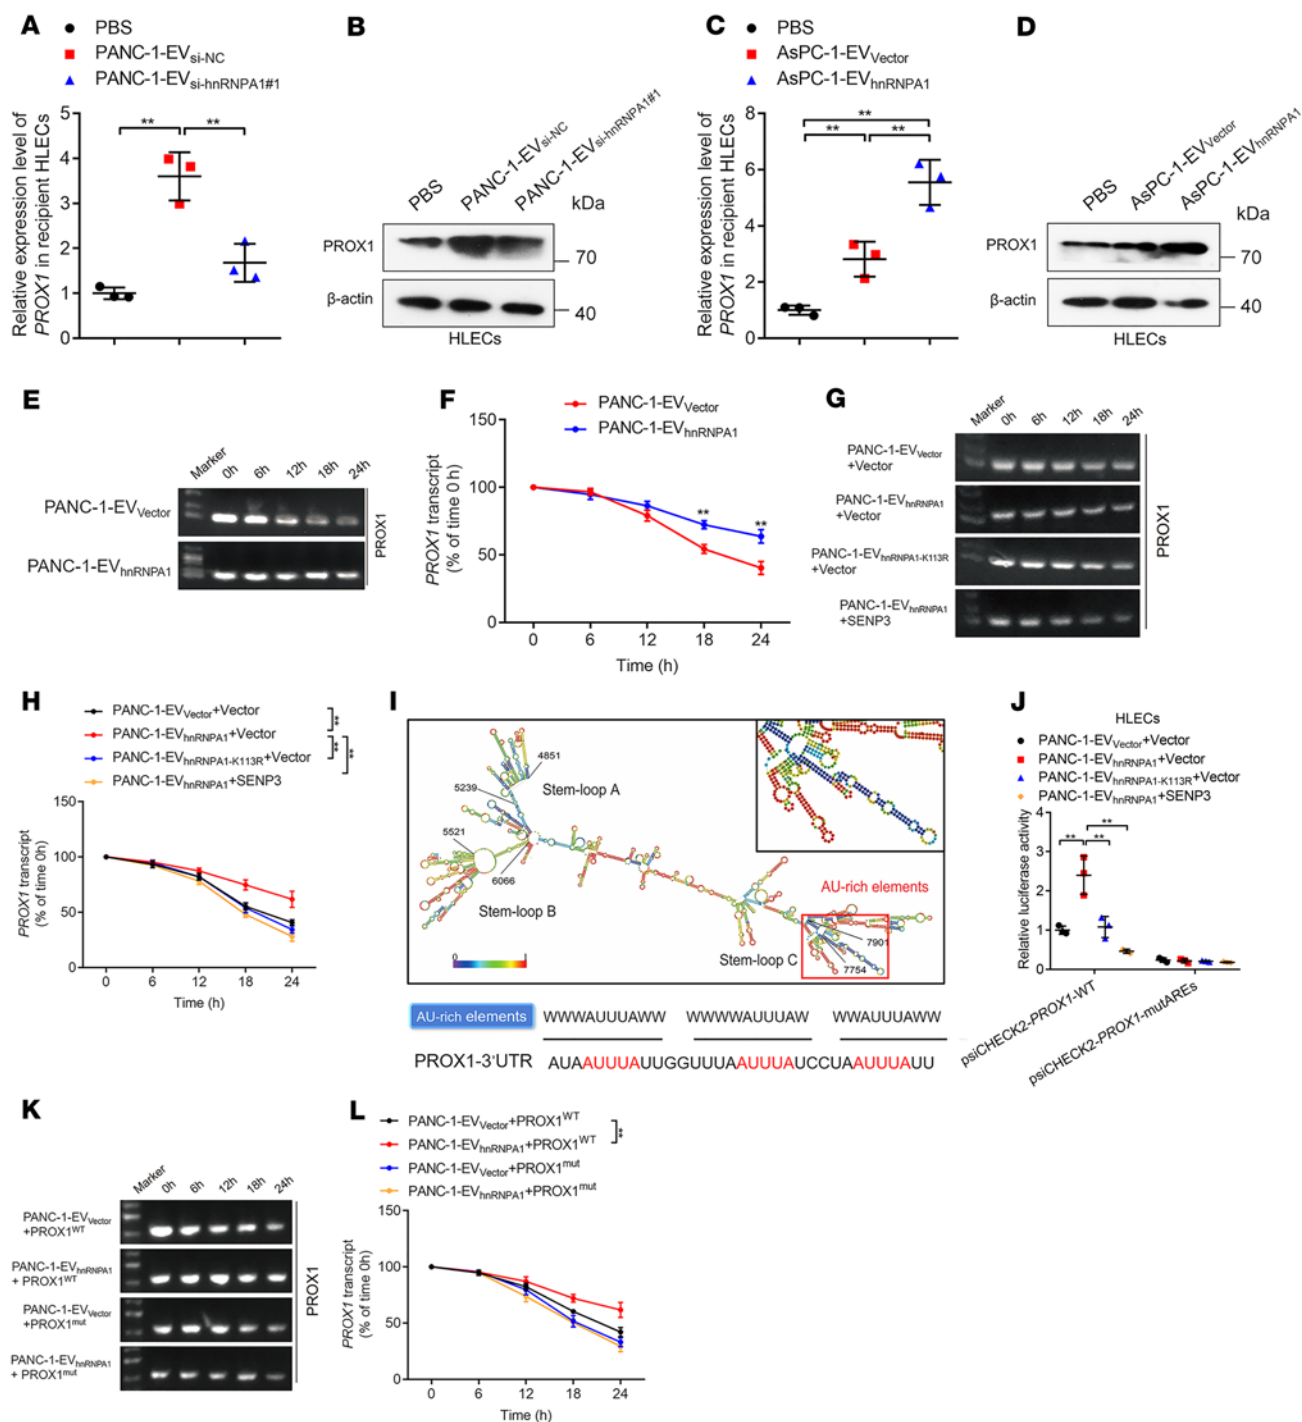 A
PBS
PANC-1-EVsi-NC
PANC-1-EVsi-hnRNPA1#1
Relative expression level of
PROX1 in recipient HLECs
5
4
3
2
1
0
**
**
B
PBS
PANC-1-EVsi-NC
PANC-1-EVsi-hnRNPA1#1
kDa
PROX1
70
β-actin
40
HLECs
C
PBS
AsPC-1-EVVector
AsPC-1-EVhnRNPA1
Relative expression level of
PROX1 in recipient HLECs
8
6
4
2
0
**
**
**
D
PBS
AsPC-1-EVVector
AsPC-1-EVhnRNPA1
kDa
PROX1
70
β-actin
40
HLECs
E
Marker
0h
6h
12h
18h
24h
PANC-1-EVVector
PANC-1-EVhnRNPA1
PROX1
F
PANC-1-EVVector
PANC-1-EVhnRNPA1
PROX1 transcript
(% of time 0 h)
150
100
50
0
**
**
0 6 12 18 24
Time (h)
G
Marker
0h
6h
12h
18h
24h
PANC-1-EVVector
+Vector
PANC-1-EVhnRNPA1
+Vector
PANC-1-EVhnRNPA1-K113R
+Vector
PANC-1-EVhnRNPA1
+SENP3
PROX1
H
PANC-1-EVVector+Vector
PANC-1-EVhnRNPA1+Vector
PANC-1-EVhnRNPA1-K113R+Vector
PANC-1-EVhnRNPA1+SENP3
**
**
**
PROX1 transcript
(% of time 0h)
150
100
50
0
0 6 12 18 24
Time (h)
I
4851
5239
Stem-loop A
5521
6066
Stem-loop B
AU-rich elements
7901
7754
Stem-loop C
0 1
AU-rich elements
WWWAUUUAWW WWWWAUUUAW WWAUUUAWW
PROX1-3'UTR
AUAAUUUAUUGGUUUAAUUUAUCCUAAUUUAUU
J
HLECs
PANC-1-EVVector+Vector
PANC-1-EVhnRNPA1+Vector
PANC-1-EVhnRNPA1-K113R+Vector
PANC-1-EVhnRNPA1+SENP3
Relative luciferase activity
4
3
2
1
0
**
**
**
psiCHECK2-PROX1-WT
psiCHECK2-PROX1-mutAREs
K
Marker
0h
6h
12h
18h
24h
PANC-1-EVVector
+PROX1WT
PANC-1-EVhnRNPA1
+ PROX1WT
PANC-1-EVVector
+PROX1mut
PANC-1-EVhnRNPA1
+ PROX1mut
PROX1
L
PANC-1-EVVector+PROX1WT
PANC-1-EVhnRNPA1+PROX1WT
PANC-1-EVVector+PROX1mut
PANC-1-EVhnRNPA1+PROX1mut
**
PROX1 transcript
(% of time 0h)
150
100
50
0
0 6 12 18 24
Time (h)